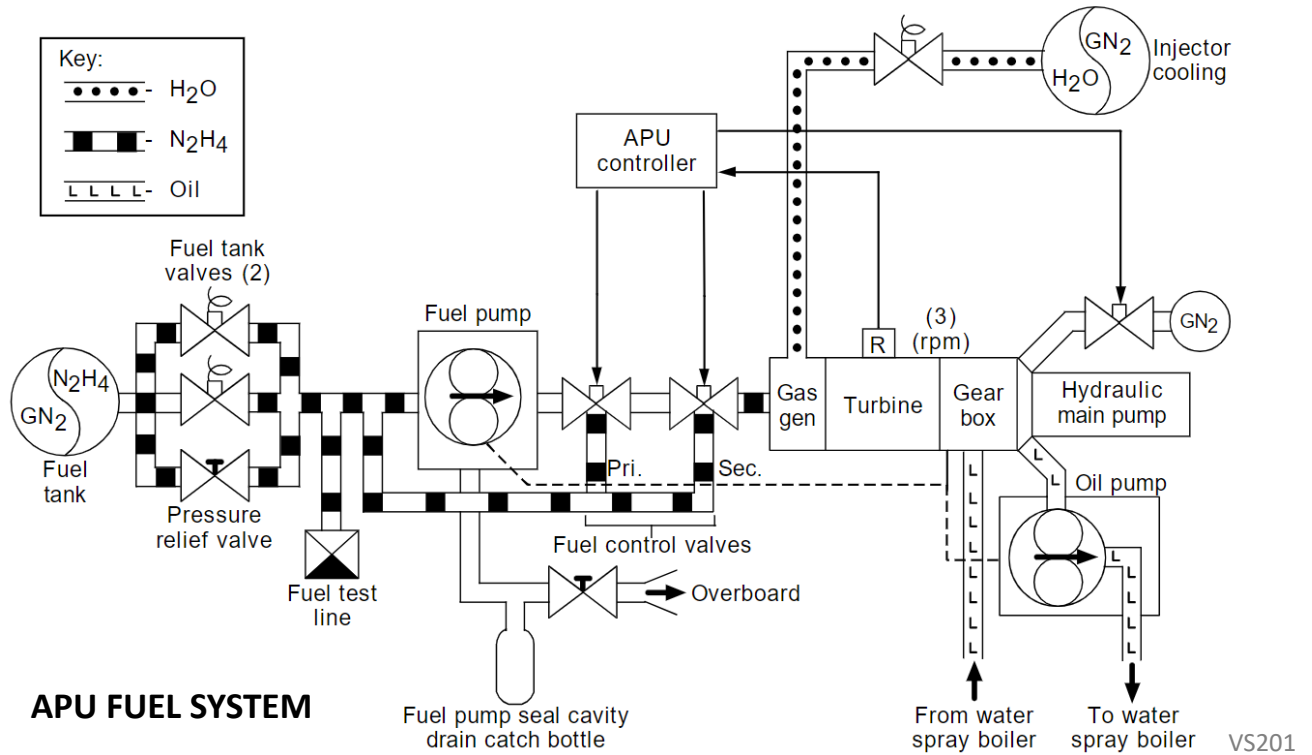 Key:
H2O
N2H4
L L L L
Oil
GN2
H2O
Injector
cooling
APU
controller
Fuel tank
valves (2)
Fuel pump
R
(3)
(rpm)
GN2
N2H4
GN2
Fuel
tank
Gas
gen
Turbine
Gear
box
Hydraulic
main pump
Pri.
Sec.
L
L
Oil pump
Pressure
relief valve
Fuel control valves
Fuel test
line
Overboard
L
L
L
L
L
L
L
L
L
L
L
L
APU FUEL SYSTEM
Fuel pump seal cavity
drain catch bottle
From water
spray boiler
To water
spray boiler
VS201